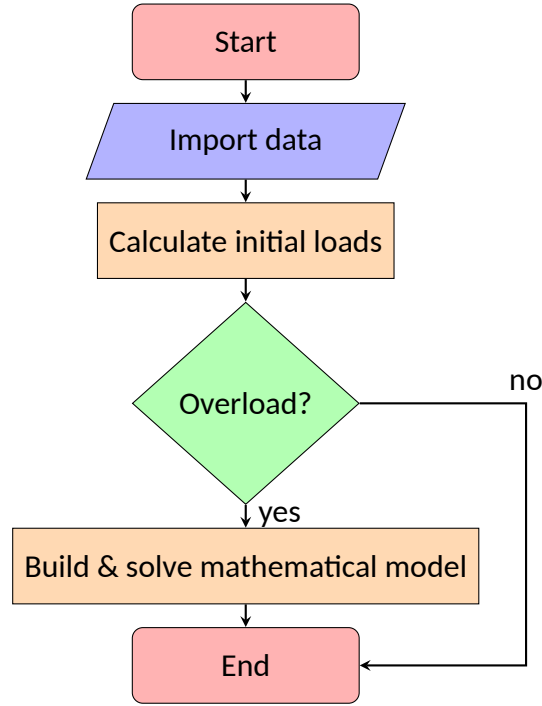 Start
Import data
Calculate initial loads
no
Overload?
yes
Build & solve mathematical model
End